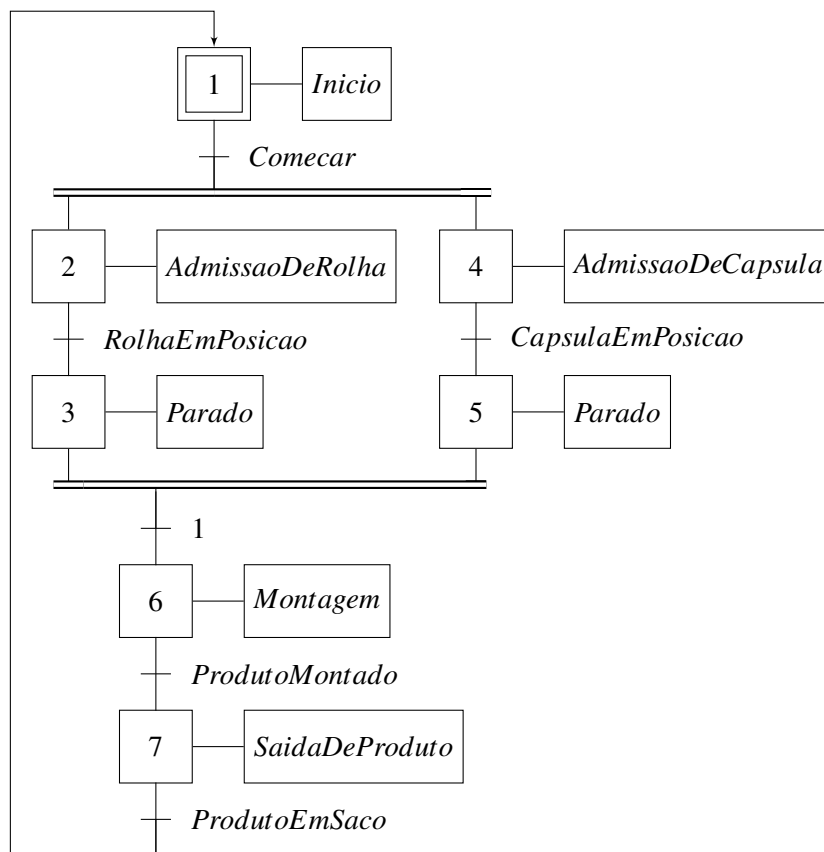 1 Inicio
Comecar
2 AdmissaoDeRolha 4 AdmissaoDeCapsula
RolhaEmPosicao CapsulaEmPosicao
3 Parado 5 Parado
1
6 Montagem
ProdutoMontado
7 SaidaDeProduto
ProdutoEmSaco